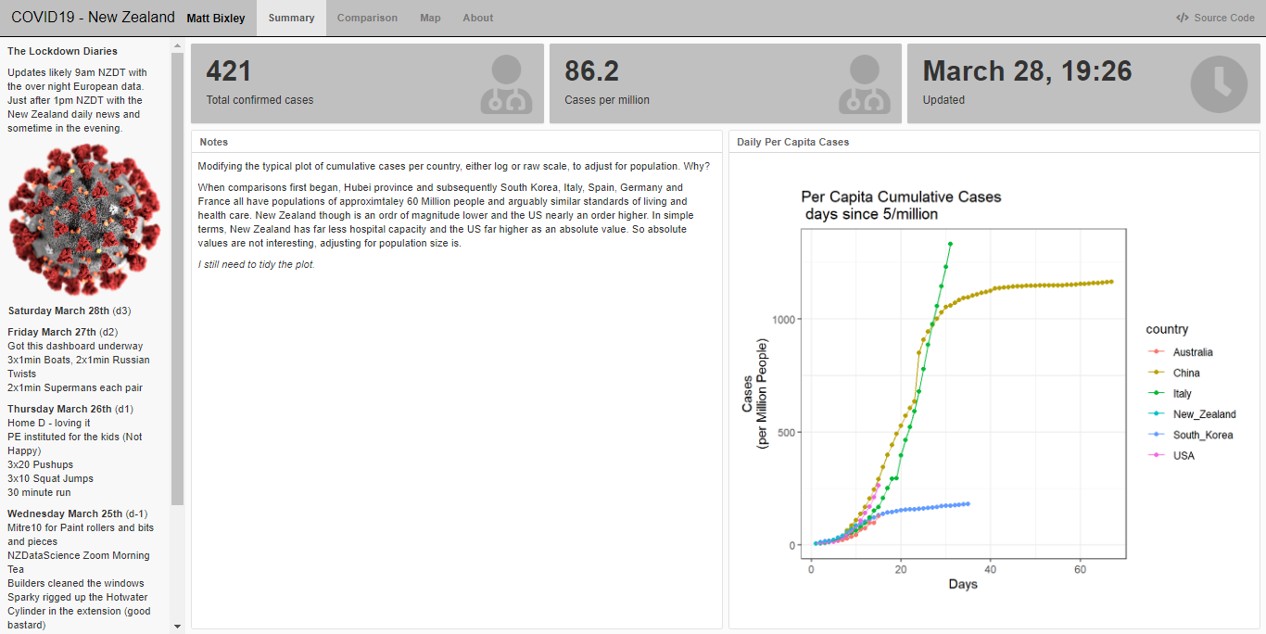 COVID19 - New Zealand Matt Bixley Summary Comparison Map About Source Code
The Lockdown Diaries
Updates likely 9am NZDT with
the over night European data.
Just after 1pm NZDT with the
New Zealand daily news and
sometime in the evening.
Saturday March 28th (d3)
Friday March 27th (d2)
Got this dashboard underway
3x1min Boats, 2x1min Russian
Twists
2x1min Supermans each pair
Thursday March 26th (d1)
Home D - loving it
PE instituted for the kids (Not
Happy)
3x20 Pushups
3x10 Squat Jumps
30 minute run
Wednesday March 25th (d-1)
Mitre10 for Paint rollers and bits
and pieces
NZDataScience Zoom Morning
Tea
Builders cleaned the windows
Sparky rigged up the Hotwater
Cylinder in the extension (good
bastard)
421
Total confirmed cases
86.2
Cases per million
March 28, 19:26
Updated
Notes
Modifying the typical plot of cumulative cases per country, either log or raw scale, to adjust for population. Why?
When comparisons first began, Hubei province and subsequently South Korea, Italy, Spain, Germany and
France all have populations of approximtaley 60 Million people and arguably similar standards of living and
health care. New Zealand though is an ordr of magnitude lower and the US nearly an order higher. In simple
terms, New Zealand has far less hospital capacity and the US far higher as an absolute value. So absolute
values are not interesting, adjusting for population size is.
I still need to tidy the plot.
Daily Per Capita Cases
Per Capita Cumulative Cases
days since 5/million
Cases
(per Million People)
1000
500
0
0 20 40 60
Days
country
Australia
China
Italy
New_Zealand
South_Korea
USA